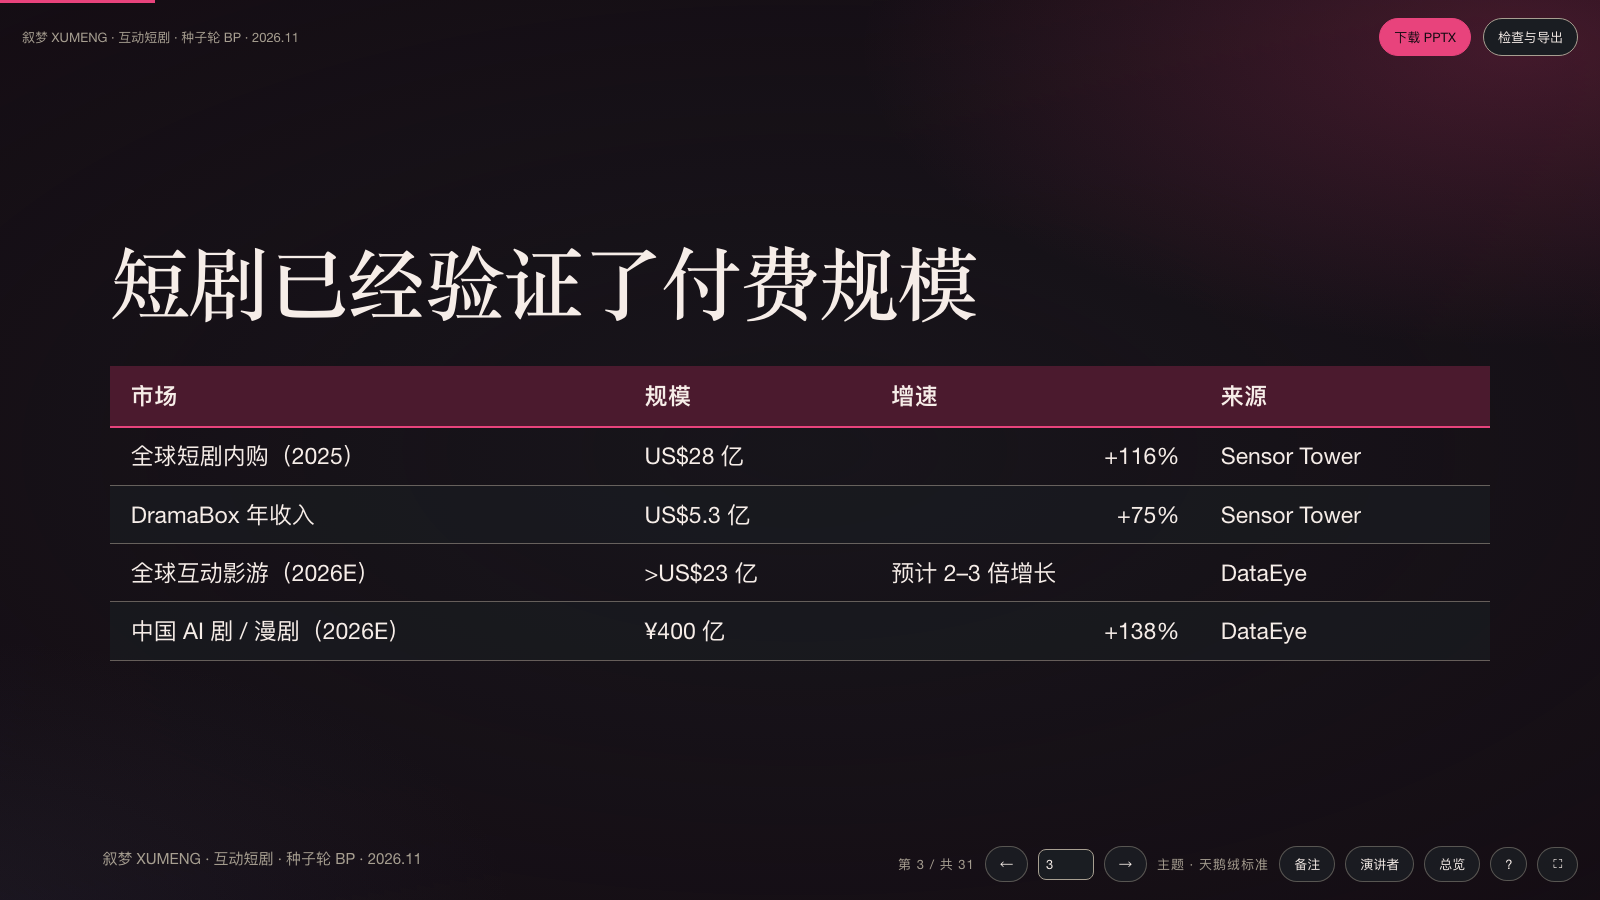 叙梦 XUMENG · 互动短剧 · 种子轮 BP · 2026.11
下载 PPTX
检查与导出
短剧已经验证了付费规模
市场 规模 增速 来源
全球短剧内购（2025） US$28 亿 +116% Sensor Tower
DramaBox 年收入 US$5.3 亿 +75% Sensor Tower
全球互动影游（2026E） >US$23 亿 预计 2–3 倍增长 DataEye
中国 AI 剧 / 漫剧（2026E） ¥400 亿 +138% DataEye
叙梦 XUMENG · 互动短剧 · 种子轮 BP · 2026.11
第 3 / 共 31 ← 3 → 主题 · 天鹅绒标准 备注 演讲者 总览 ?